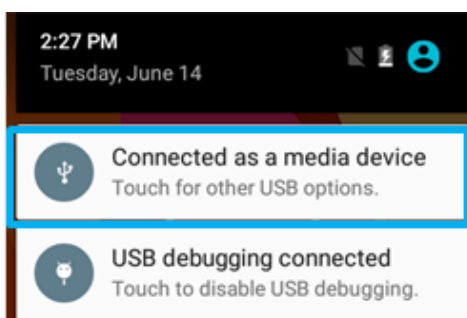 2:27 PM
Tuesday, June 14
Connected as a media device
Touch for other USB options.
USB debugging connected
Touch to disable USB debugging.